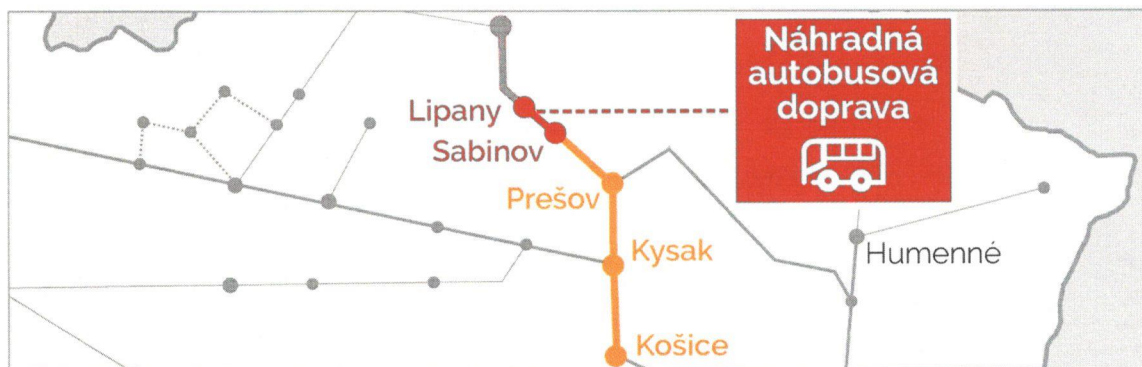 Náhradná
autobusová
doprava
Lipany
Sabinov
Prešov
Kysak
Humenné
Košice